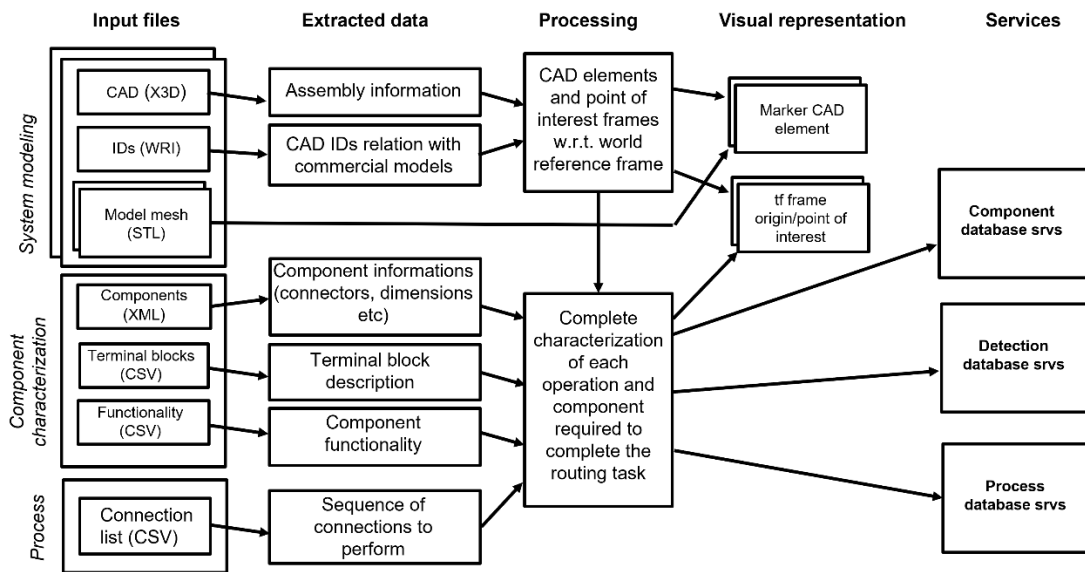 Input files
Extracted data
Processing
Visual representation
Services
System modeling
CAD (X3D)
IDs (WRI)
Model mesh
(STL)
Assembly information
CAD IDs relation with
commercial models
CAD elements
and point of
interest frames
w.r.t. world
reference frame
Marker CAD
element
tf frame
origin/point of
interest
Component
characterization
Components
(XML)
Terminal blocks
(CSV)
Functionality
(CSV)
Component informations
(connectors, dimensions
etc)
Terminal block
description
Component
functionality
Complete
characterization
of each
operation and
component
required to
complete the
routing task
Component
database srvs
Detection
database srvs
Process
database srvs
Process
Connection
list (CSV)
Sequence of
connections to
perform